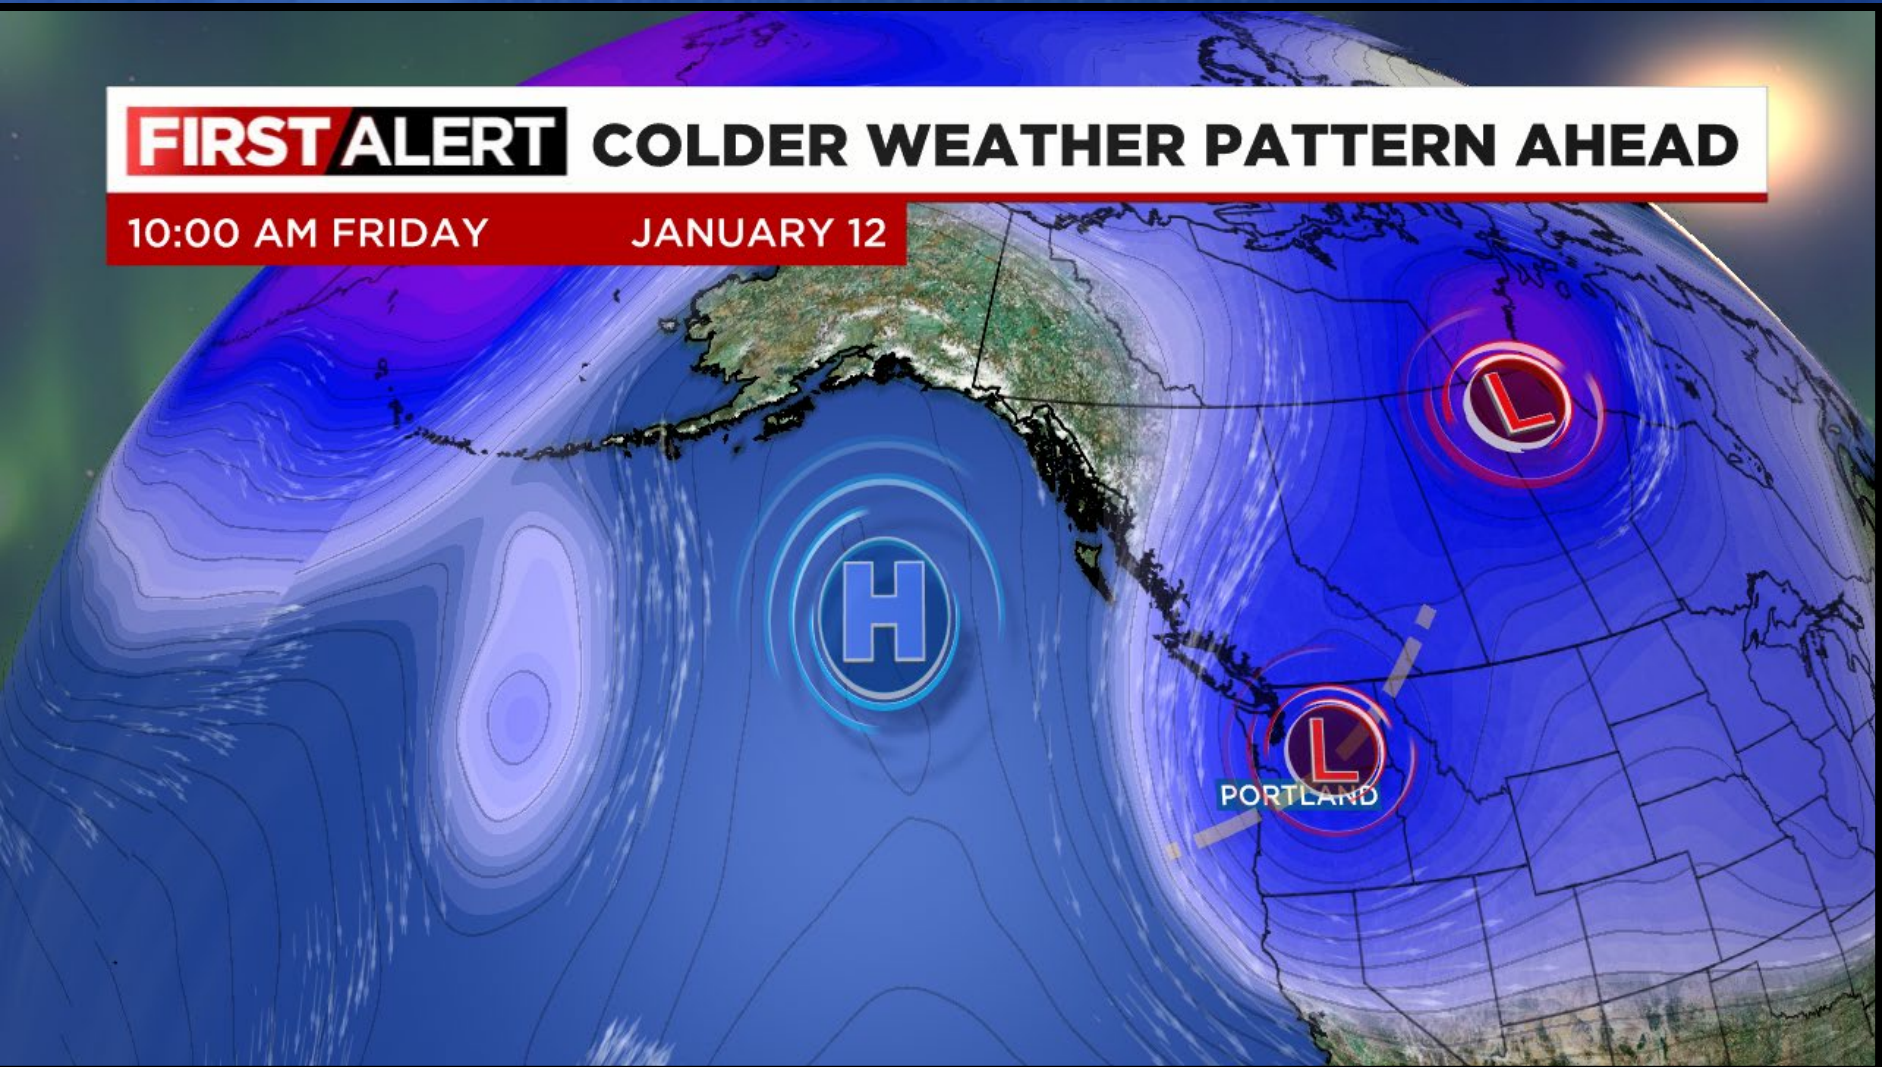 FIRST ALERT COLDER WEATHER PATTERN AHEAD
10:00 AM FRIDAY JANUARY 12
L
H
L
PORTLAND